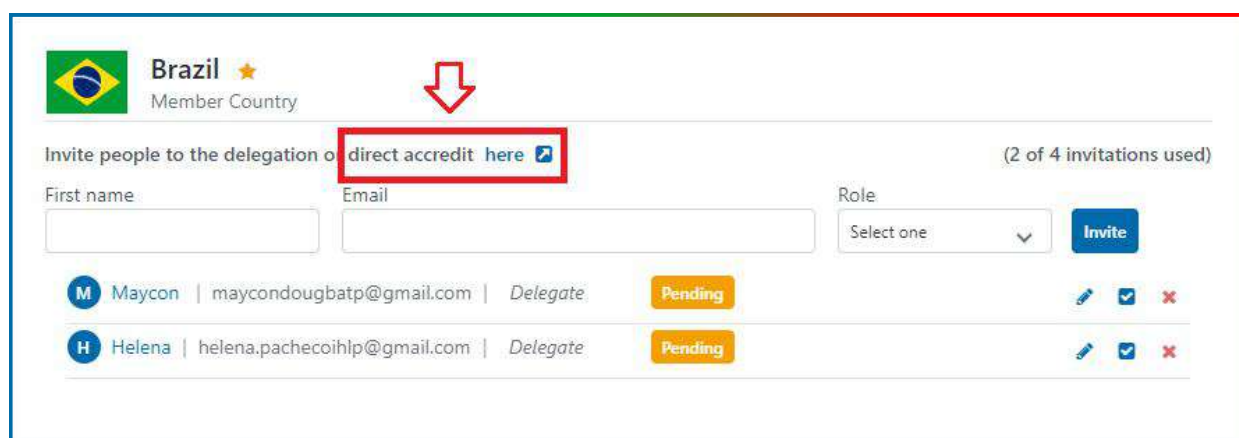 Brazil
Member Country
Invite people to the delegation or direct accredit here
(2 of 4 invitations used)
First name Email Role
Select one Invite
M Maycon | maycondougbatp@gmail.com | Delegate Pending
H Helena | helena.pachecoihlp@gmail.com | Delegate Pending